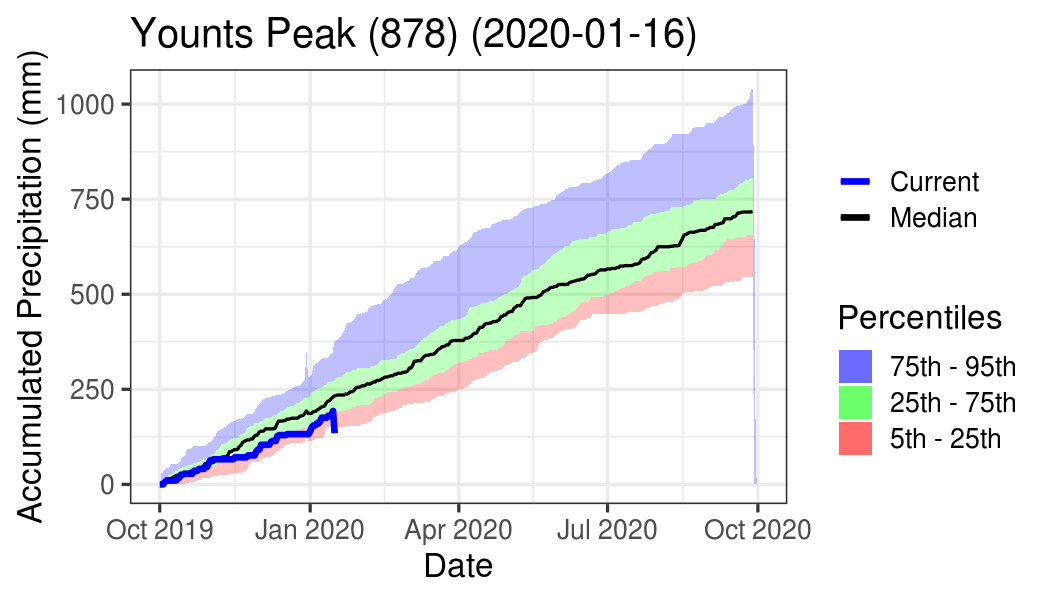 Younts Peak (878) (2020-01-16)
Accumulated Precipitation (mm)
1000
750
500
250
0
Oct 2019
Jan 2020
Apr 2020
Jul 2020
Oct 2020
Date
Current
Median
Percentiles
75th - 95th
25th - 75th
5th - 25th